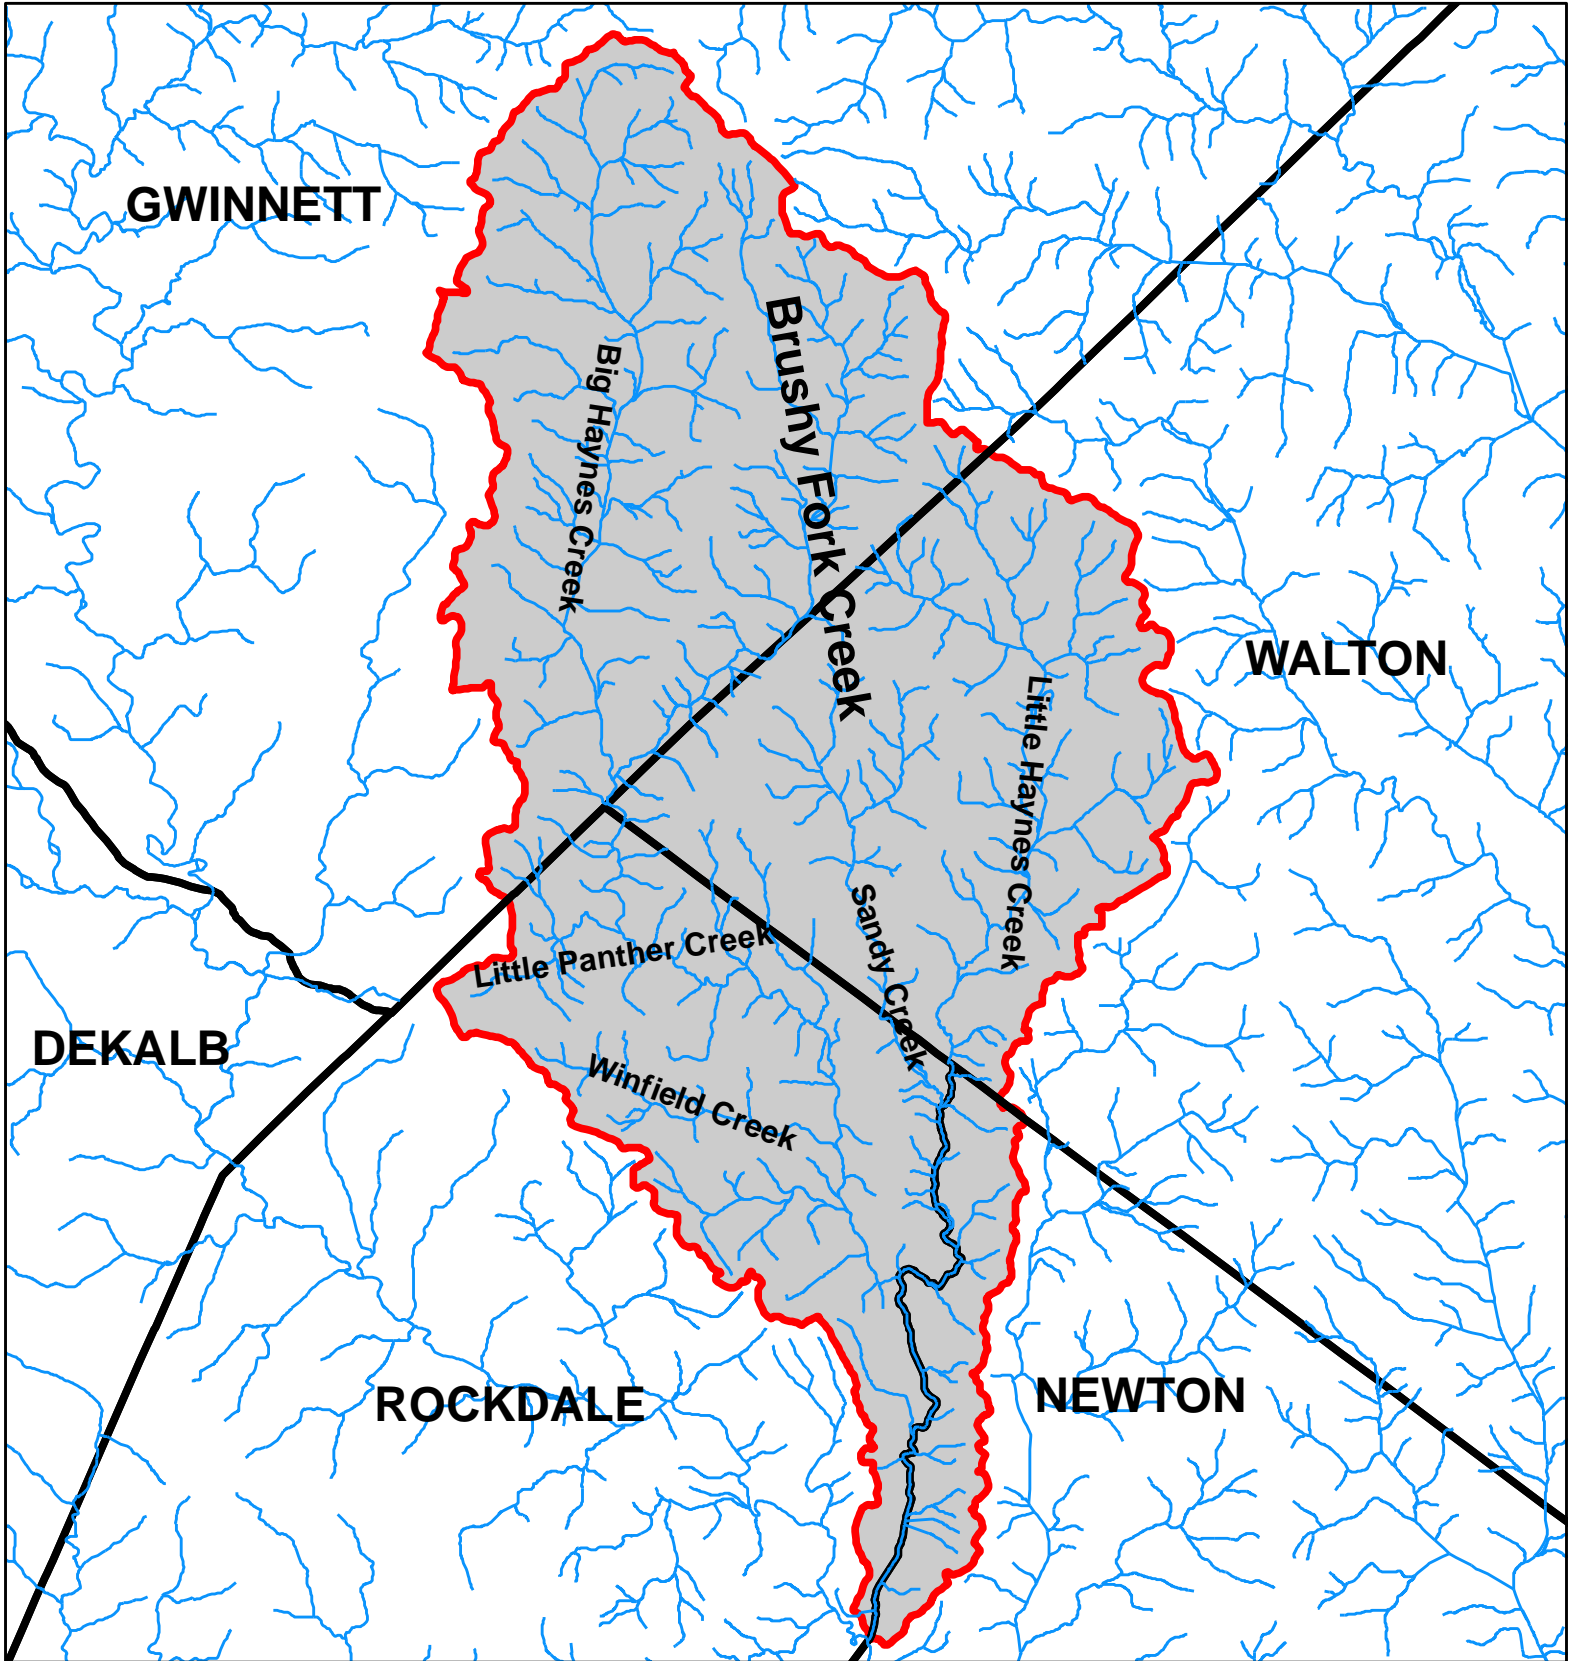 GWINNETT
Brushy Fork Creek
Big Haynes Creek
WALTON
Little Haynes Creek
Sandy Creek
Little Panther Creek
DEKALB
Winfield Creek
ROCKDALE
NEWTON